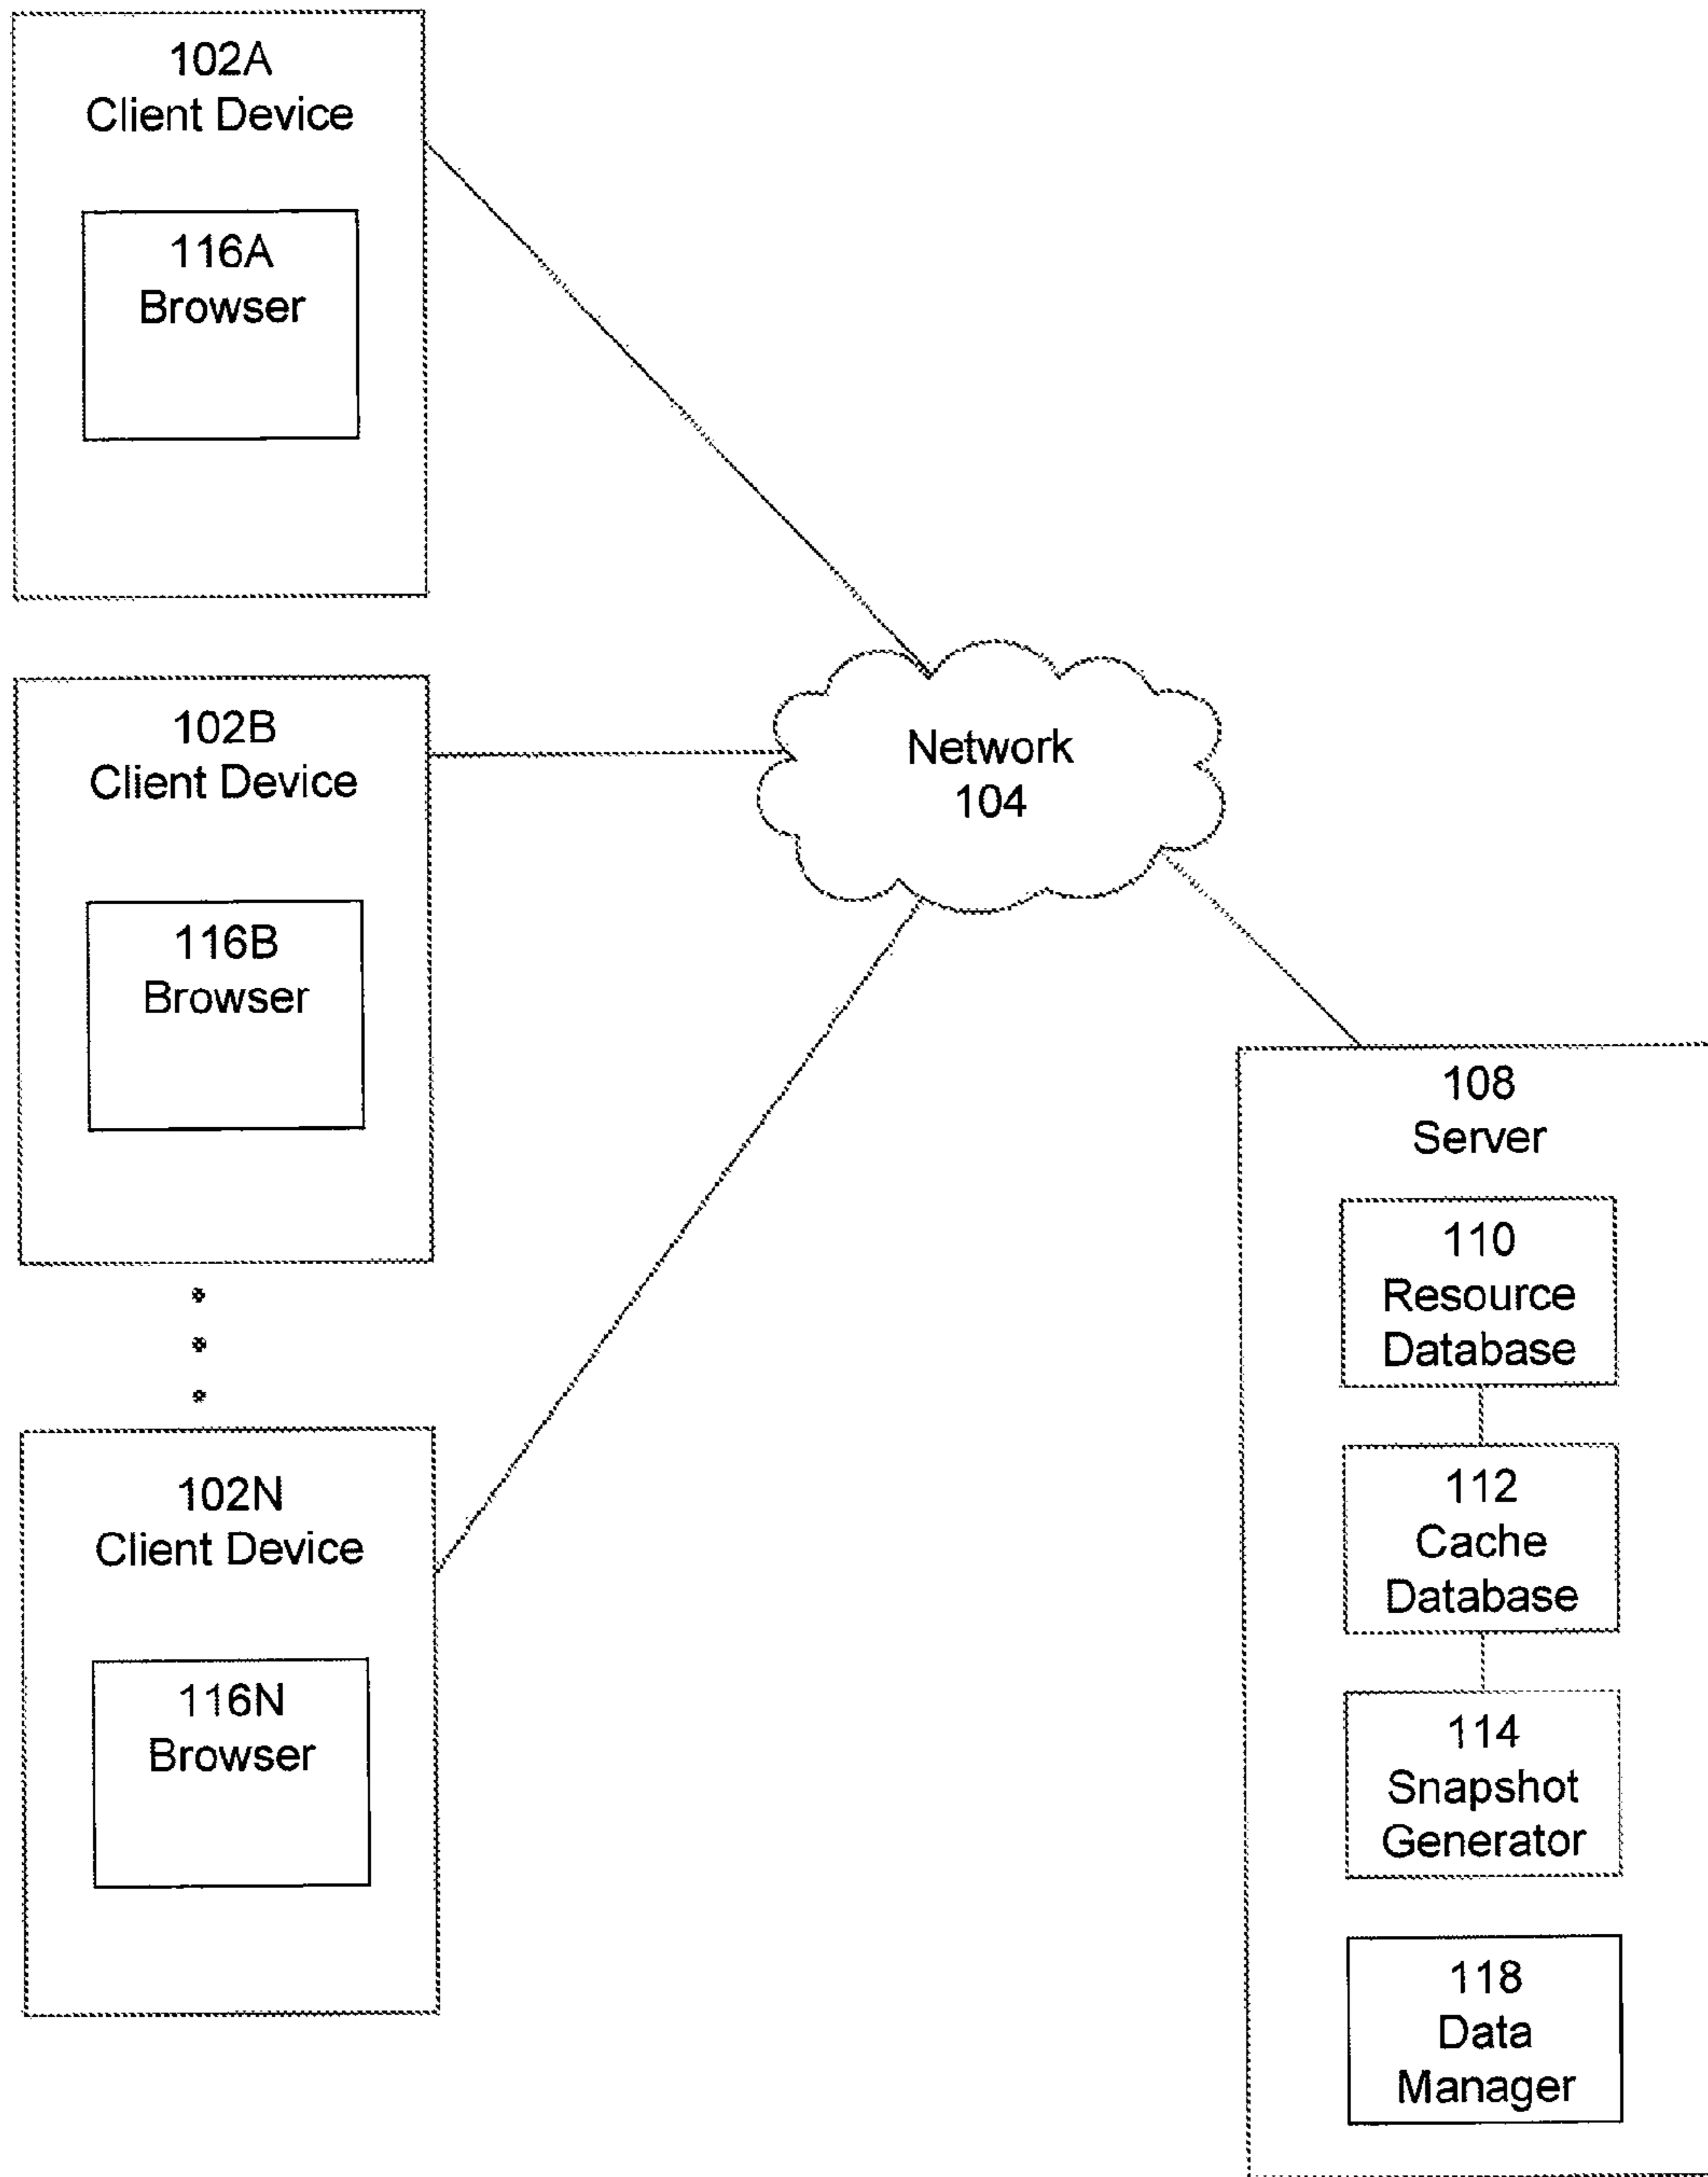 102A
Client Device
116A
Browser
102B
Client Device
116B
Browser
102N
Client Device
116N
Browser
Network
104
108
Server
110
Resource
Database
112
Cache
Database
114
Snapshot
Generator
118
Data
Manager